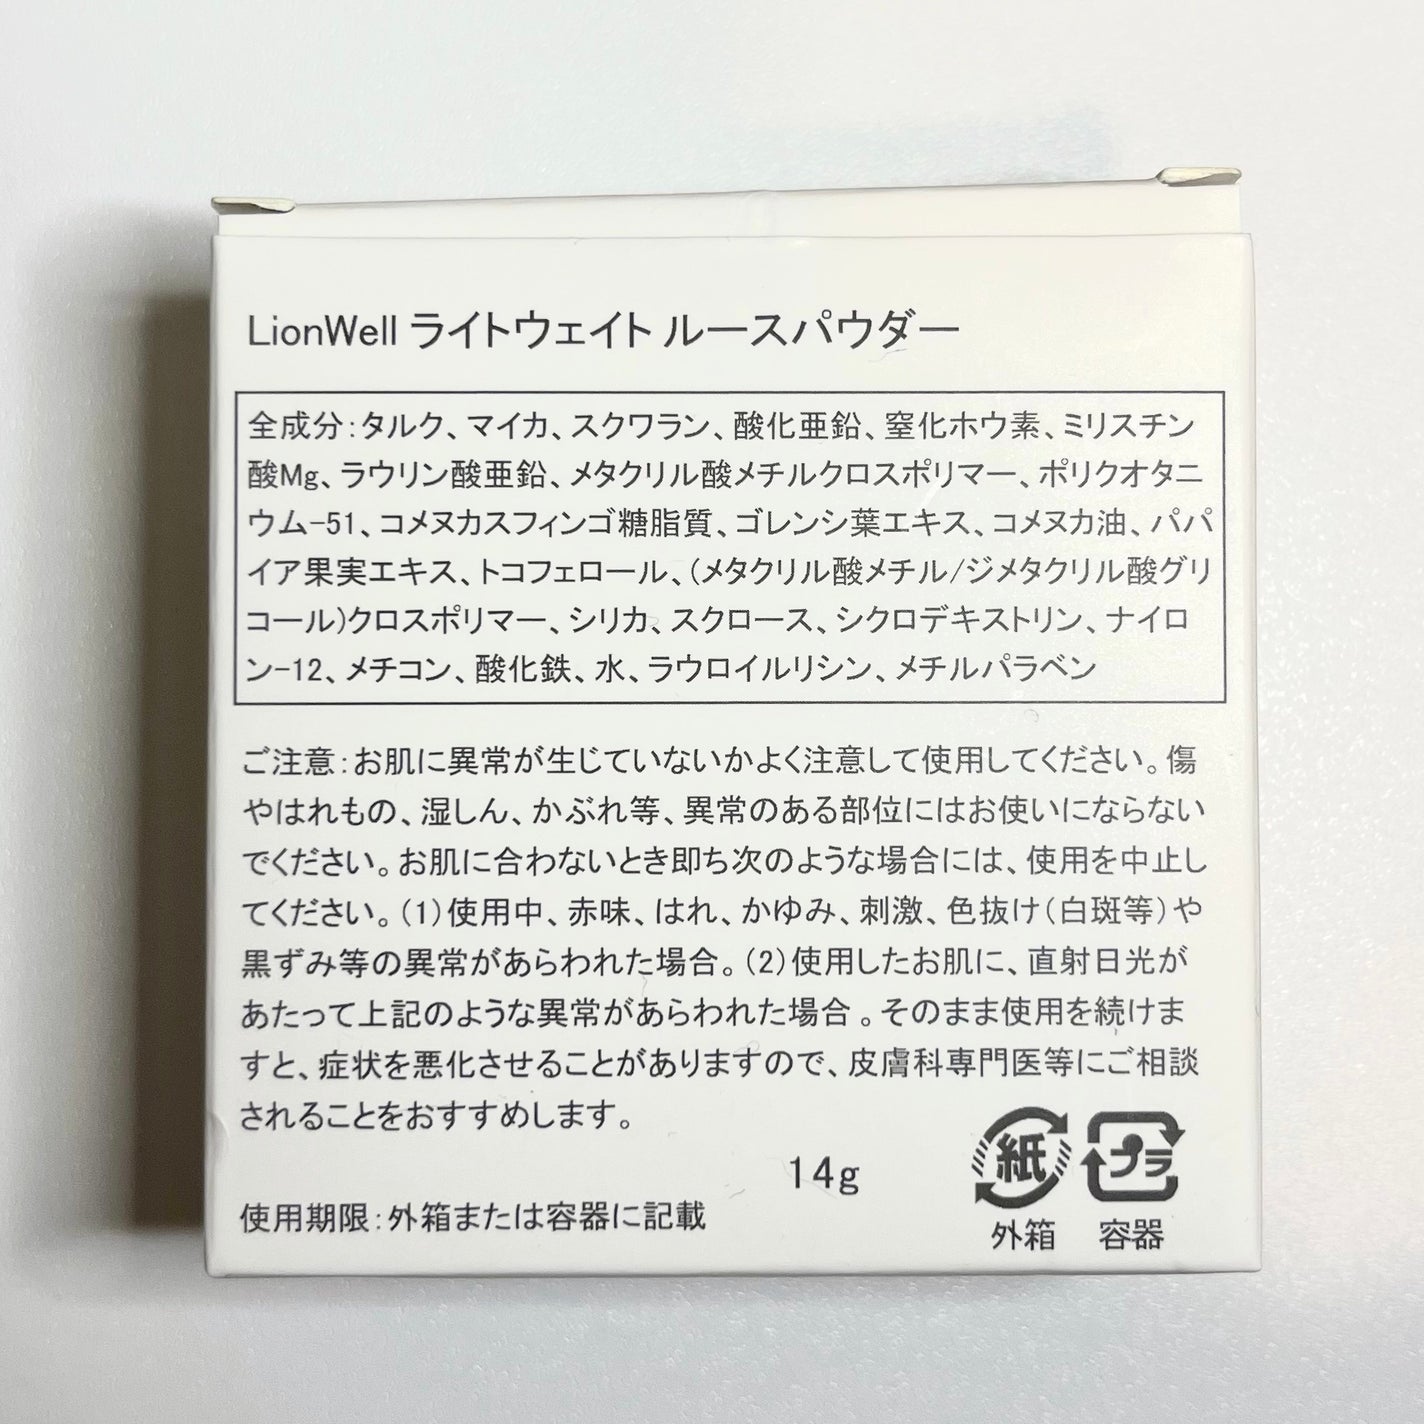 LionWell ライトウェイト ルースパウダー
全成分：タルク、マイカ、スクワラン、酸化亜鉛、窒化ホウ素、ミリスチン
酸Mg、ラウリン酸亜鉛、メタクリル酸メチルクロスポリマー、ポリクオタニ
ウム-51、コメヌカスフィンゴ糖脂質、ゴレンシ葉エキス、コメヌカ油、パパ
イア果実エキス、トコフェロール、(メタクリル酸メチル/ジメタクリル酸グリ
コール)クロスポリマー、シリカ、スクロース、シクロデキストリン、ナイロ
ン-12、メチコン、酸化鉄、水、ラウロイルリシン、メチルパラベン
ご注意：お肌に異常が生じていないかよく注意して使用してください。傷
やはれもの、湿しん、かぶれ等、異常のある部位にはお使いにならない
でください。お肌に合わないとき即ち次のような場合には、使用を中止し
てください。(1)使用中、赤味、はれ、かゆみ、刺激、色抜け(白斑等)や
黒ずみ等の異常があらわれた場合。(2)使用したお肌に、直射日光が
あたって上記のような異常があらわれた場合 。そのまま使用を続けま
すと、症状を悪化させることがありますので、皮膚科専門医等にご相談
されることをおすすめします。
14g
使用期限：外箱または容器に記載
紙 プラ
外箱 容器